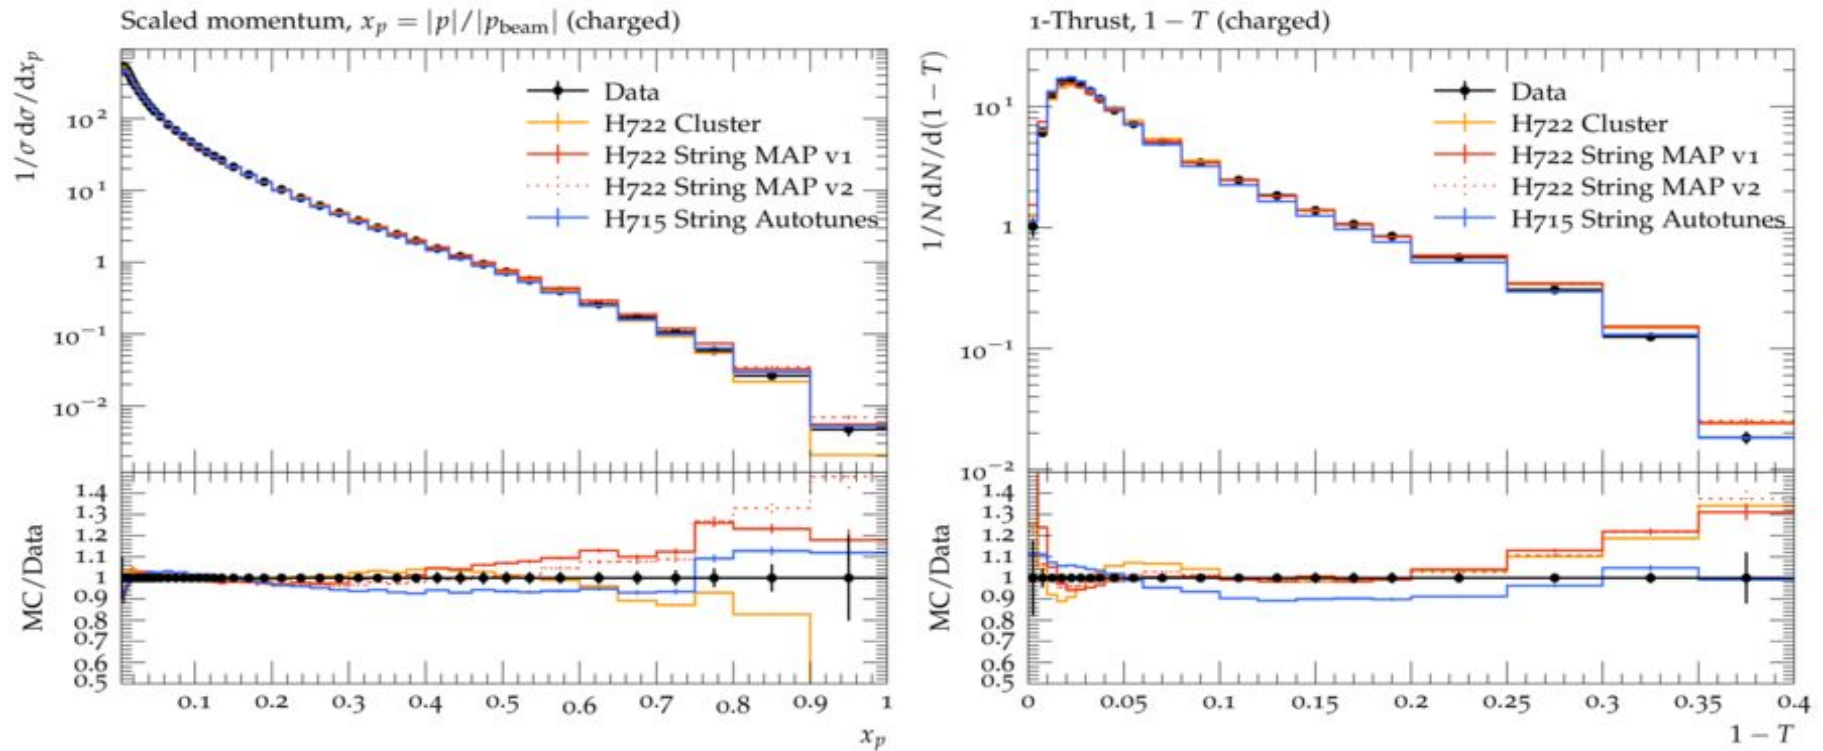 Scaled momentum, x_p = |p|/|p_beam| (charged)
1/σ dσ/dx_p
Data
H722 Cluster
H722 String MAP v1
H722 String MAP v2
H715 String Autotunes
10^2
10^1
1
10^−1
10^−2
MC/Data
1.4
1.3
1.2
1.1
1
0.9
0.8
0.7
0.6
0.5
0.1 0.2 0.3 0.4 0.5 0.6 0.7 0.8 0.9 1
x_p
1-Thrust, 1 − T (charged)
1/N dN/d(1 − T)
Data
H722 Cluster
H722 String MAP v1
H722 String MAP v2
H715 String Autotunes
10^1
1
10^−1
10^−2
MC/Data
1.4
1.3
1.2
1.1
1
0.9
0.8
0.7
0.6
0.5
0 0.05 0.1 0.15 0.2 0.25 0.3 0.35 0.4
1 − T